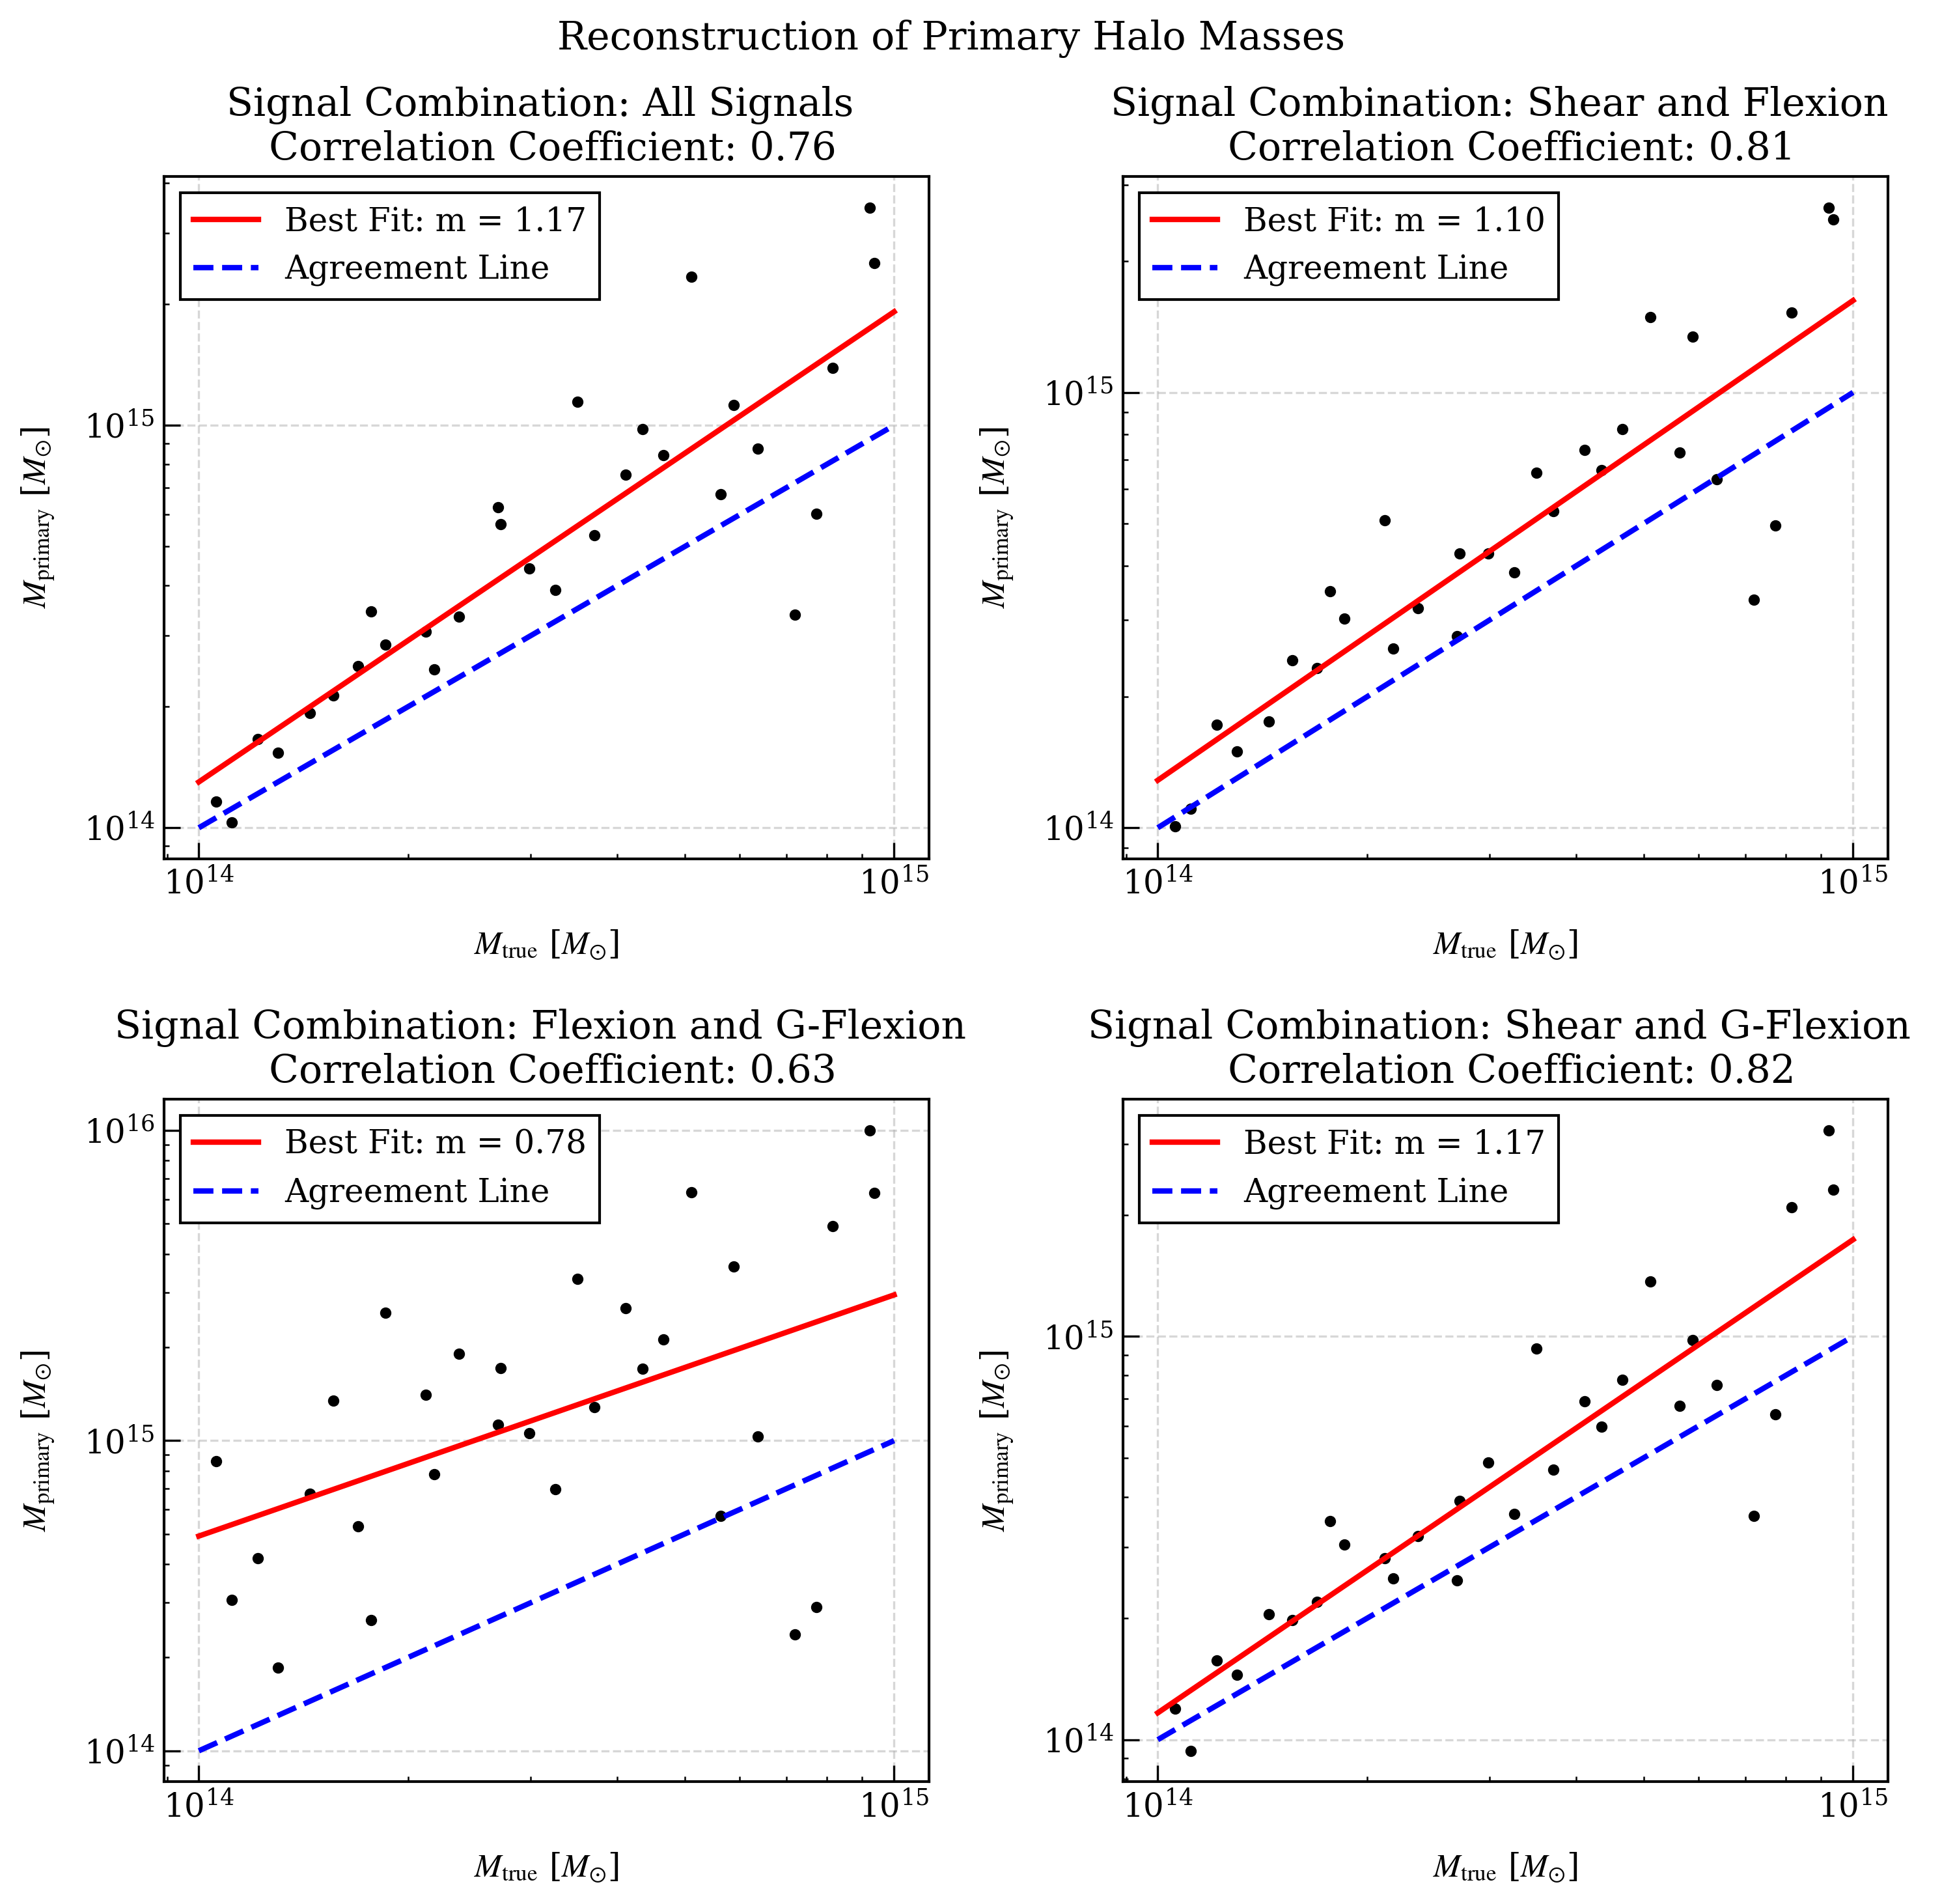 Reconstruction of Primary Halo Masses
Signal Combination: All Signals
Correlation Coefficient: 0.76
Best Fit: m = 1.17
Agreement Line
10^15
10^14
10^14
10^15
M_primary [M_⊙]
M_true [M_⊙]
Signal Combination: Shear and Flexion
Correlation Coefficient: 0.81
Best Fit: m = 1.10
Agreement Line
10^15
10^14
10^14
10^15
M_primary [M_⊙]
M_true [M_⊙]
Signal Combination: Flexion and G-Flexion
Correlation Coefficient: 0.63
Best Fit: m = 0.78
Agreement Line
10^16
10^15
10^14
10^14
10^15
M_primary [M_⊙]
M_true [M_⊙]
Signal Combination: Shear and G-Flexion
Correlation Coefficient: 0.82
Best Fit: m = 1.17
Agreement Line
10^15
10^14
10^14
10^15
M_primary [M_⊙]
M_true [M_⊙]